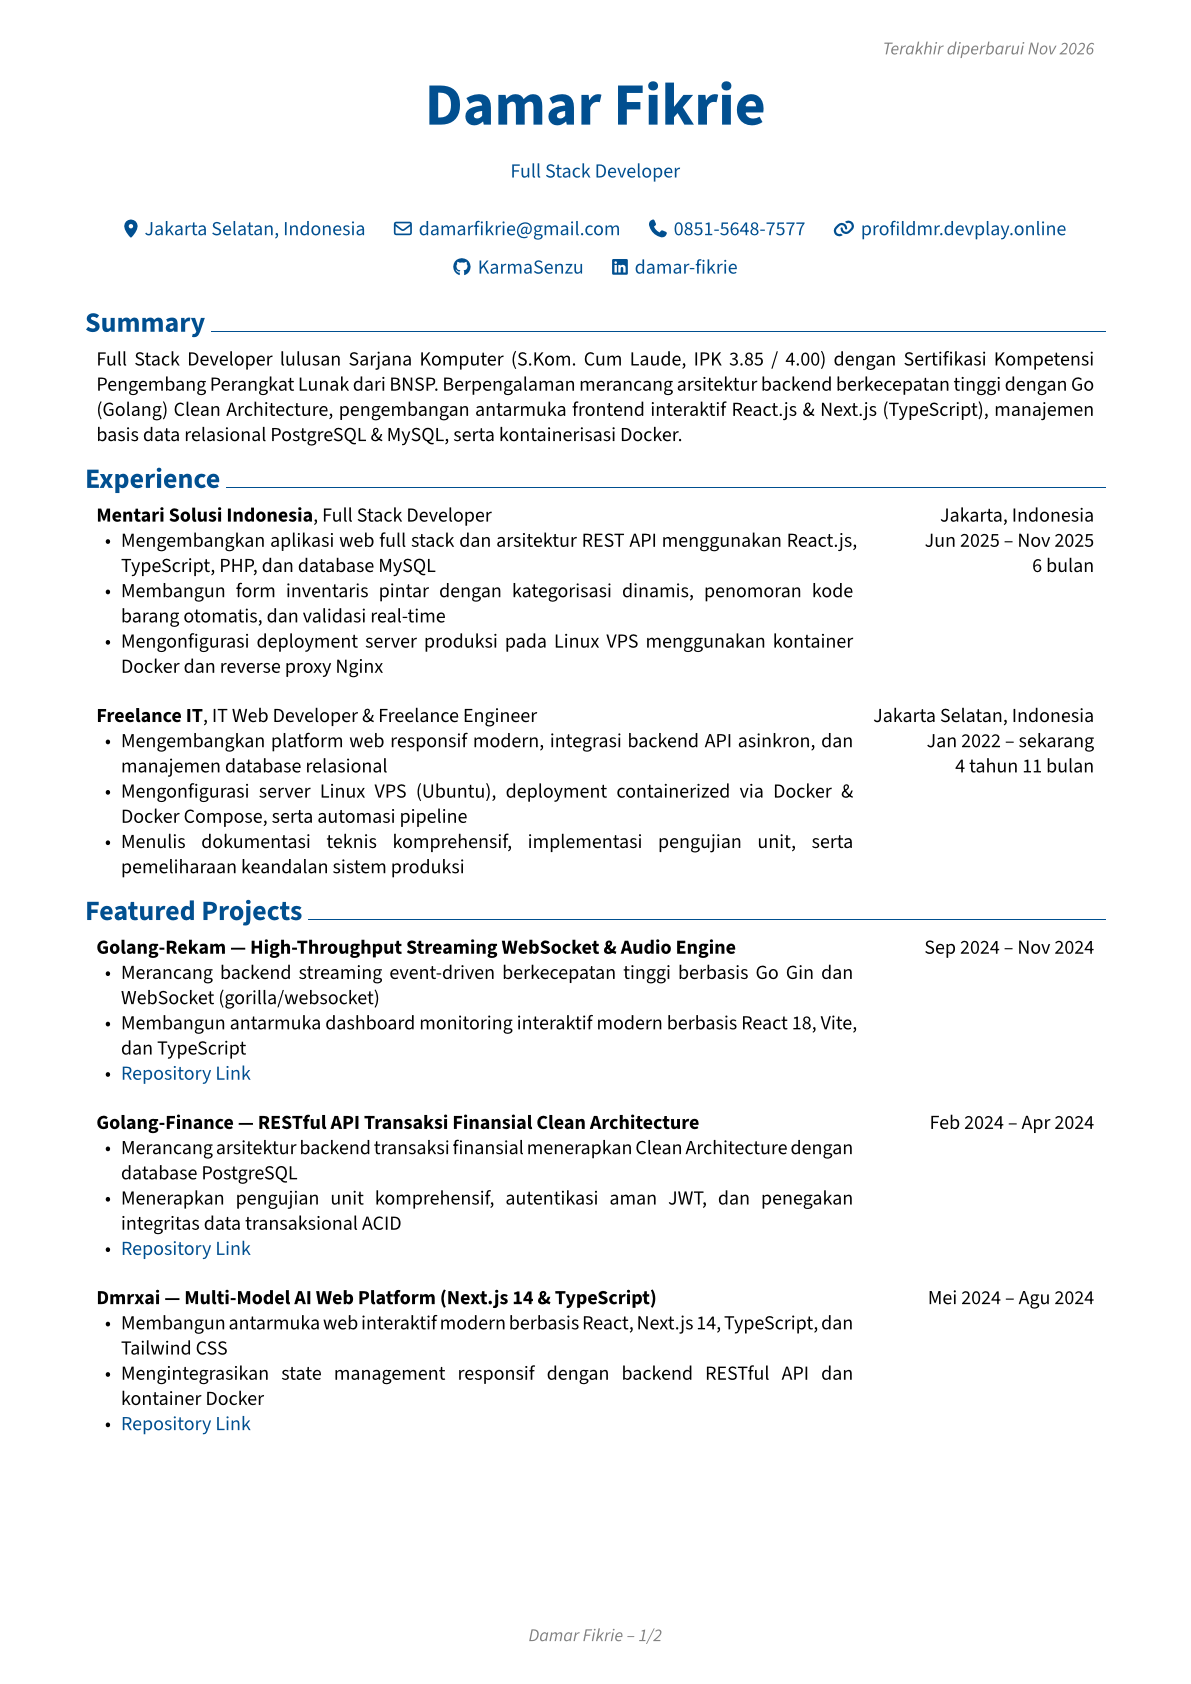 Terakhir diperbarui Nov 2026
Damar Fikrie
Full Stack Developer
Jakarta Selatan, Indonesia damarfikrie@gmail.com 0851-5648-7577 profildmr.devplay.online
KarmaSenzu damar-fikrie
Summary
Full Stack Developer lulusan Sarjana Komputer (S.Kom. Cum Laude, IPK 3.85 / 4.00) dengan Sertifikasi Kompetensi
Pengembang Perangkat Lunak dari BNSP. Berpengalaman merancang arsitektur backend berkecepatan tinggi dengan Go
(Golang) Clean Architecture, pengembangan antarmuka frontend interaktif React.js & Next.js (TypeScript), manajemen
basis data relasional PostgreSQL & MySQL, serta kontainerisasi Docker.
Experience
Mentari Solusi Indonesia, Full Stack Developer Jakarta, Indonesia
• Mengembangkan aplikasi web full stack dan arsitektur REST API menggunakan React.js, Jun 2025 – Nov 2025
TypeScript, PHP, dan database MySQL 6 bulan
• Membangun form inventaris pintar dengan kategorisasi dinamis, penomoran kode
barang otomatis, dan validasi real-time
• Mengonfigurasi deployment server produksi pada Linux VPS menggunakan kontainer
Docker dan reverse proxy Nginx
Freelance IT, IT Web Developer & Freelance Engineer Jakarta Selatan, Indonesia
• Mengembangkan platform web responsif modern, integrasi backend API asinkron, dan Jan 2022 – sekarang
manajemen database relasional 4 tahun 11 bulan
• Mengonfigurasi server Linux VPS (Ubuntu), deployment containerized via Docker &
Docker Compose, serta automasi pipeline
• Menulis dokumentasi teknis komprehensif, implementasi pengujian unit, serta
pemeliharaan keandalan sistem produksi
Featured Projects
Golang-Rekam — High-Throughput Streaming WebSocket & Audio Engine Sep 2024 – Nov 2024
• Merancang backend streaming event-driven berkecepatan tinggi berbasis Go Gin dan
WebSocket (gorilla/websocket)
• Membangun antarmuka dashboard monitoring interaktif modern berbasis React 18, Vite,
dan TypeScript
• Repository Link
Golang-Finance — RESTful API Transaksi Finansial Clean Architecture Feb 2024 – Apr 2024
• Merancang arsitektur backend transaksi finansial menerapkan Clean Architecture dengan
database PostgreSQL
• Menerapkan pengujian unit komprehensif, autentikasi aman JWT, dan penegakan
integritas data transaksional ACID
• Repository Link
Dmrxai — Multi-Model AI Web Platform (Next.js 14 & TypeScript) Mei 2024 – Agu 2024
• Membangun antarmuka web interaktif modern berbasis React, Next.js 14, TypeScript, dan
Tailwind CSS
• Mengintegrasikan state management responsif dengan backend RESTful API dan
kontainer Docker
• Repository Link
Damar Fikrie – 1/2